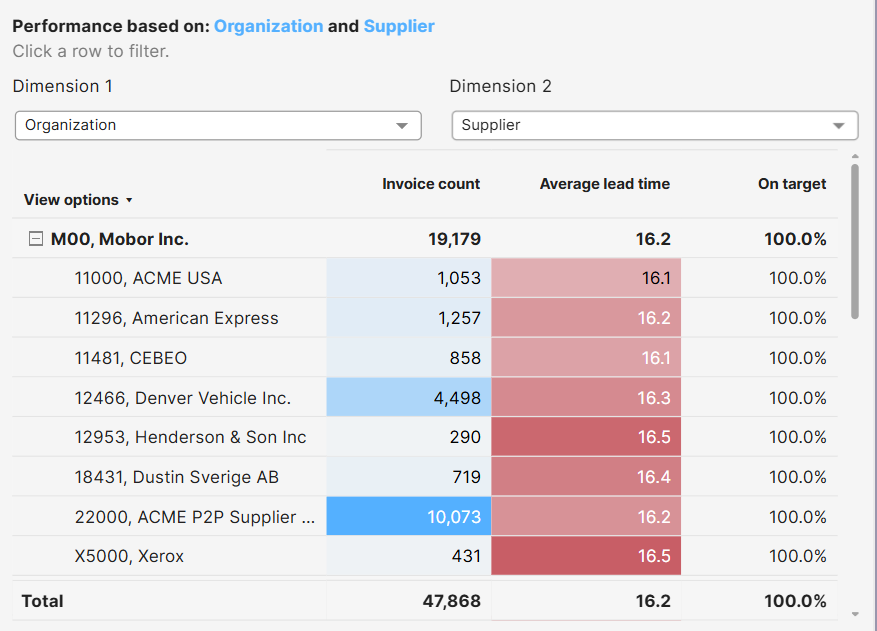 Performance based on: Organization and Supplier
Click a row to filter.
Dimension 1 Dimension 2
Organization Supplier
View options Invoice count Average lead time On target
M00, Mobor Inc. 19,179 16.2 100.0%
11000, ACME USA 1,053 16.1 100.0%
11296, American Express 1,257 16.2 100.0%
11481, CEBEO 858 16.1 100.0%
12466, Denver Vehicle Inc. 4,498 16.3 100.0%
12953, Henderson & Son Inc 290 16.5 100.0%
18431, Dustin Sverige AB 719 16.4 100.0%
22000, ACME P2P Supplier ... 10,073 16.2 100.0%
X5000, Xerox 431 16.5 100.0%
Total 47,868 16.2 100.0%